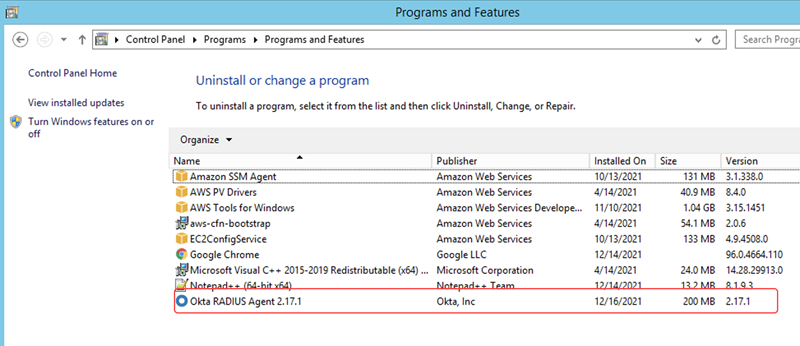 Programs and Features
Control Panel Programs Programs and Features
Search Progra
Control Panel Home
View installed updates
Turn Windows features on or
off
Uninstall or change a program
To uninstall a program, select it from the list and then click Uninstall, Change, or Repair.
Organize
Name Publisher Installed On Size Version
Amazon SSM Agent Amazon Web Services 10/13/2021 131 MB 3.1.338.0
AWS PV Drivers Amazon Web Services 4/14/2021 40.9 MB 8.4.0
AWS Tools for Windows Amazon Web Services Develope... 11/10/2021 1.04 GB 3.15.1451
aws-cfn-bootstrap Amazon Web Services 4/14/2021 54.1 MB 2.0.6
EC2ConfigService Amazon Web Services 10/13/2021 133 MB 4.9.4508.0
Google Chrome Google LLC 12/14/2021 96.0.4664.110
Microsoft Visual C++ 2015-2019 Redistributable (x64) ... Microsoft Corporation 4/14/2021 24.0 MB 14.28.29913.0
Notepad++ (64-bit x64) Notepad++ Team 12/14/2021 13.2 MB 8.1.9.3
Okta RADIUS Agent 2.17.1 Okta, Inc 12/16/2021 200 MB 2.17.1